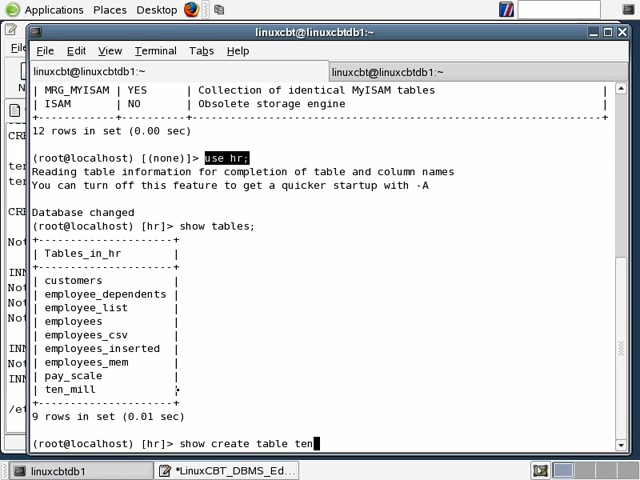 Applications Places Desktop
linuxcbt@linuxcbtdb1:~
File Edit View Terminal Tabs Help
linuxcbt@linuxcbtdb1:~ linuxcbt@linuxcbtdb1:~
| MRG_MYISAM | YES | Collection of identical MyISAM tables |
| ISAM | NO | Obsolete storage engine |
12 rows in set (0.00 sec)
(root@localhost) [(none)]> use hr;
Reading table information for completion of table and column names
You can turn off this feature to get a quicker startup with -A
Database changed
(root@localhost) [hr]> show tables;
| Tables_in_hr |
| customers |
| employee_dependents |
| employee_list |
| employees |
| employees_csv |
| employees_inserted |
| employees_mem |
| pay_scale |
| ten_mill |
9 rows in set (0.01 sec)
(root@localhost) [hr]> show create table ten
linuxcbtdb1 *LinuxCBT_DBMS_Ed...